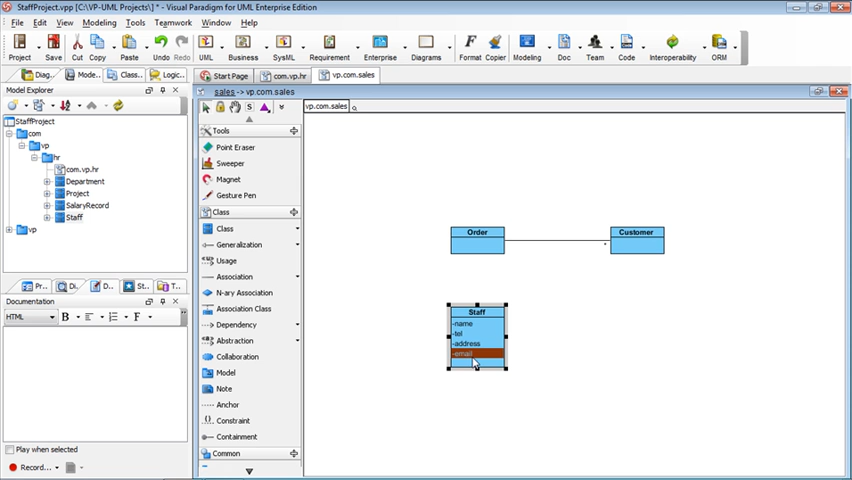 StaffProject.vpp [C:\VP-UML Projects\] * - Visual Paradigm for UML Enterprise Edition
File Edit View Modeling Tools Teamwork Window Help
Project Save Cut Copy Paste Undo Redo UML Business SysML Requirement Enterprise Diagrams Format Copier Modeling Doc Team Code Interoperability ORM
Diag... Mode... Class... Logic...
Start Page com.vp.hr vp.com.sales
Model Explorer
sales -> vp.com.sales
vp.com.sales
StaffProject
com
vp
hr
com.vp.hr
Department
Project
SalaryRecord
Staff
vp
Pr... Di... D... St... T...
Documentation
HTML B F
Play when selected
Record...
S
Tools
Point Eraser
Sweeper
Magnet
Gesture Pen
Class
Class
Generalization
Usage
Association
N-ary Association
Association Class
Dependency
Abstraction
Collaboration
Model
Note
Anchor
Constraint
Containment
Common
Order
Customer
*
Staff
-name
-tel
-address
-email